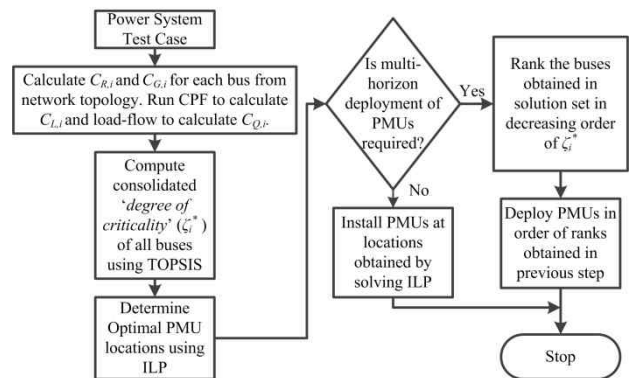 Power System
Test Case
Calculate C_R,i and C_G,i for each bus from
network topology. Run CPF to calculate
C_L,i and load-flow to calculate C_Q,i.
Compute
consolidated
‘degree of
criticality’ (ζ_i*)
of all buses
using TOPSIS
Determine
Optimal PMU
locations using
ILP
Is multi-
horizon
deployment of
PMUs
required?
Yes
No
Install PMUs at
locations
obtained by
solving ILP
Rank the buses
obtained in
solution set in
decreasing order
of ζ_i*
Deploy PMUs in
order of ranks
obtained in
previous step
Stop